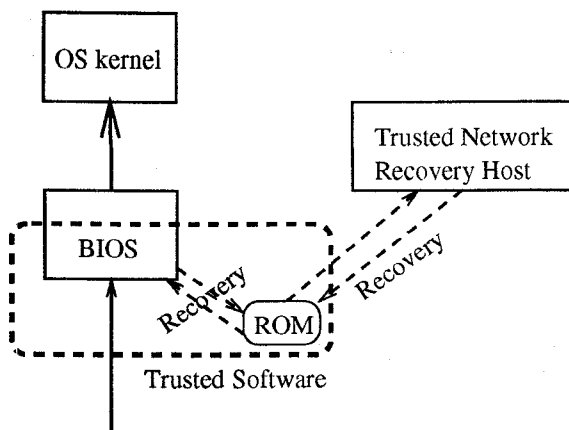 OS kernel
Trusted Network
Recovery Host
BIOS
Recovery
Recovery
ROM
Trusted Software